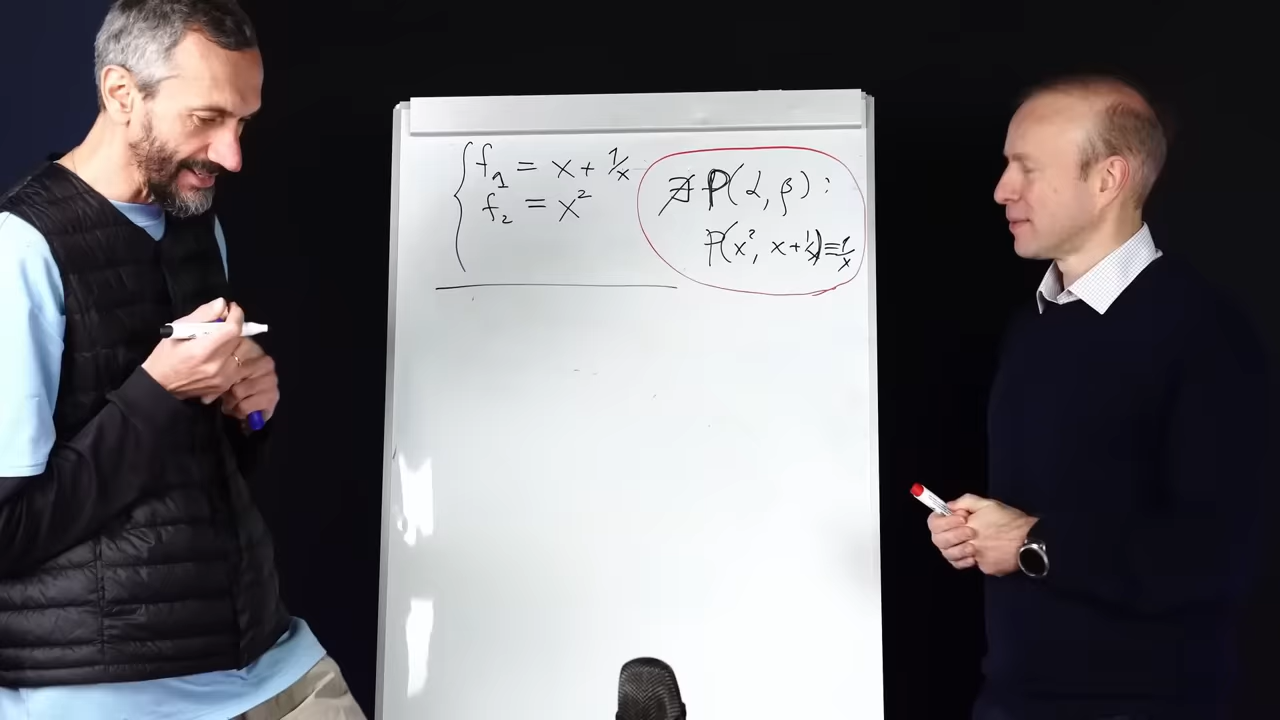 { f₁ = x + 1/x
f₂ = x²
∄ P(α, β):
P(x², x + 1/x) ≡ 1/x